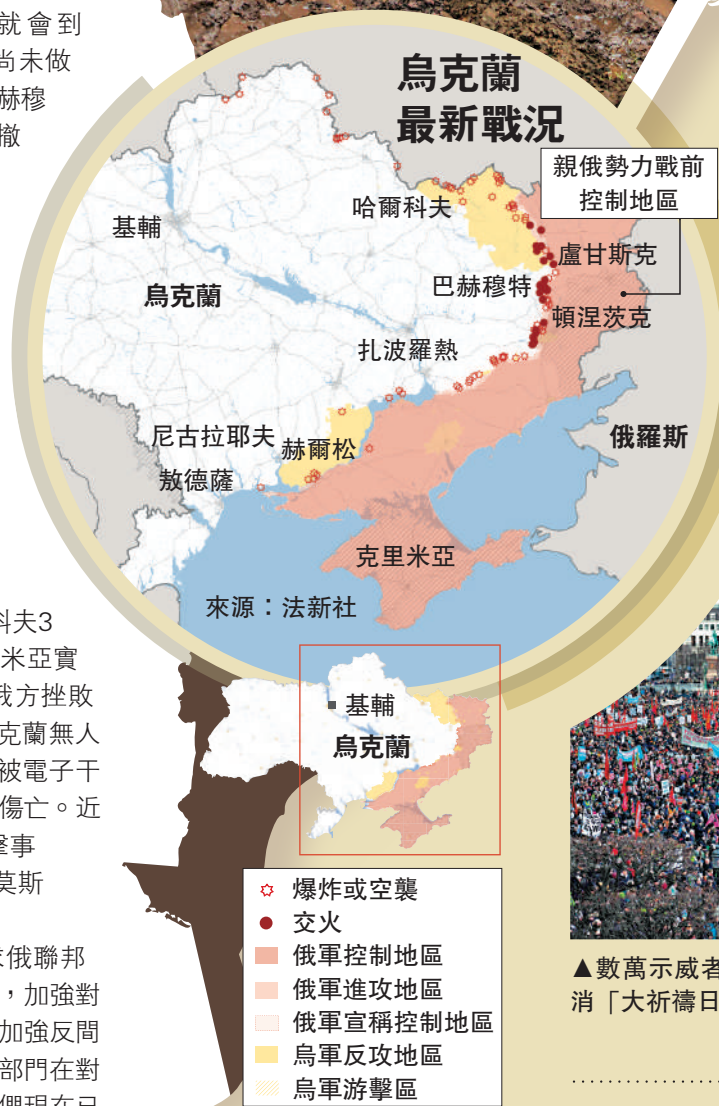 就會到
尚未做
赫穆
撤
烏克蘭
最新戰況
親俄勢力戰前
控制地區
哈爾科夫
基輔
盧甘斯克
巴赫穆特
烏克蘭
頓涅茨克
扎波羅熱
俄羅斯
尼古拉耶夫
赫爾松
敖德薩
克里米亞
來源：法新社
科夫3
米亞實
俄方挫敗
克蘭無人
被電子干
傷亡。近
擊事
莫斯
俄聯邦
，加強對
加強反間
部門在對
基輔
烏克蘭
爆炸或空襲
交火
俄軍控制地區
俄軍進攻地區
俄軍宣稱控制地區
烏軍反攻地區
烏軍游擊區
▲數萬示威者
消「大祈禱日